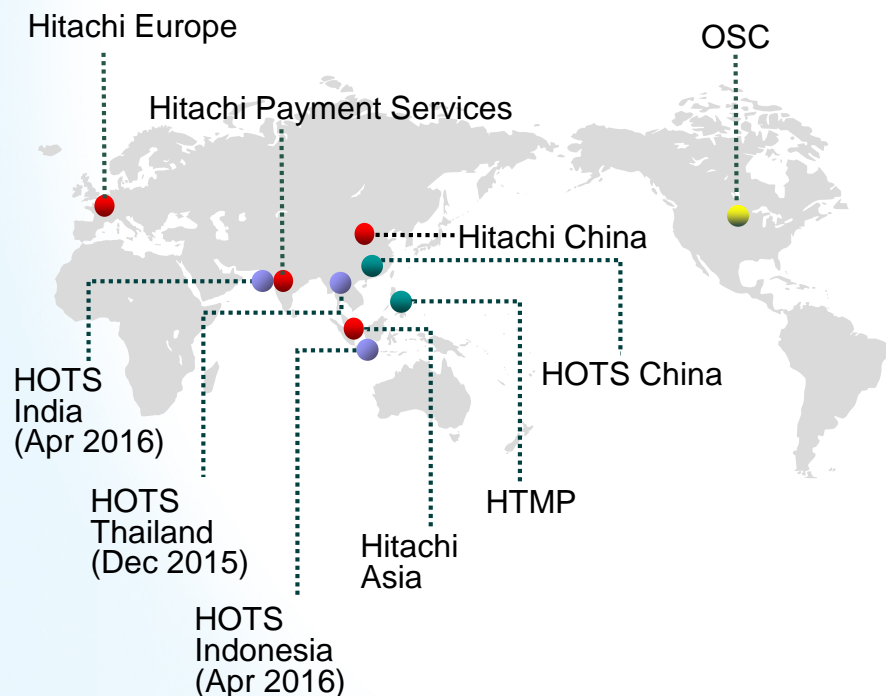 Hitachi Europe
OSC
Hitachi Payment Services
Hitachi China
HOTS China
HOTS
India
(Apr 2016)
HOTS
Thailand
(Dec 2015)
HTMP
Hitachi
Asia
HOTS
Indonesia
(Apr 2016)